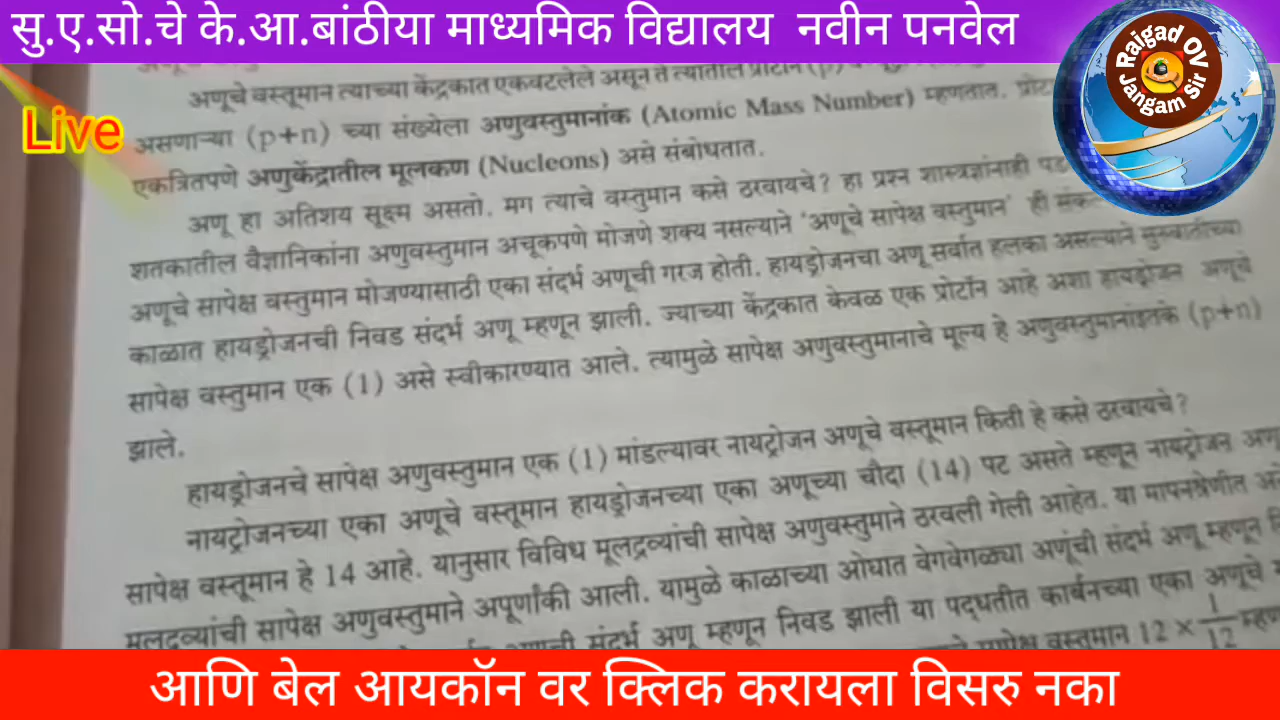 सु.ए.सो.चे के.आ.बांठीया माध्यमिक विद्यालय नवीन पनवेल
Raigad OV
Jangam Sir
Live
अणूचे वस्तूमान त्याच्या केंद्रकात एकवटलेले असून ते त्यातील प्रोटॉन (p)
असणाऱ्या (p+n) च्या संख्येला अणुवस्तुमानांक (Atomic Mass Number) म्हणतात.
एकत्रितपणे अणुकेंद्रातील मूलकण (Nucleons) असे संबोधतात.
अणू हा अतिशय सूक्ष्म असतो. मग त्याचे वस्तुमान कसे ठरवायचे? हा प्रश्न शास्त्रज्ञांनाही
शतकातील वैज्ञानिकांना अणुवस्तुमान अचूकपणे मोजणे शक्य नसल्याने 'अणूचे सापेक्ष वस्तुमान' ही
अणूचे सापेक्ष वस्तुमान मोजण्यासाठी एका संदर्भ अणूची गरज होती. हायड्रोजनचा अणू सर्वात हलका असल्याने सुरुवातीच्या
काळात हायड्रोजनची निवड संदर्भ अणू म्हणून झाली. ज्याच्या केंद्रकात केवळ एक प्रोटॉन आहे अशा हायड्रोजन अणूचे
सापेक्ष वस्तुमान एक (1) असे स्वीकारण्यात आले. त्यामुळे सापेक्ष अणुवस्तुमानाचे मूल्य हे अणुवस्तुमानांइतके (p+n)
झाले.
हायड्रोजनचे सापेक्ष अणुवस्तुमान एक (1) मांडल्यावर नायट्रोजन अणूचे वस्तूमान किती हे कसे ठरवायचे?
नायट्रोजनच्या एका अणूचे वस्तूमान हायड्रोजनच्या एका अणूच्या चौदा (14) पट असते म्हणून नायट्रोजन
सापेक्ष वस्तूमान हे 14 आहे. यानुसार विविध मूलद्रव्यांची सापेक्ष अणुवस्तुमाने ठरवली गेली आहेत. या मापनश्रेणीत
मूलद्रव्यांची सापेक्ष अणुवस्तुमाने अपूर्णांकी आली. यामुळे काळाच्या ओघात वेगवेगळ्या अणूंची संदर्भ अणू म्हणून
संदर्भ अणू म्हणून निवड झाली या पद्धतीत कार्बनच्या एका अणूचे
सापेक्ष वस्तुमान 12 × 1/12
आणि बेल आयकॉन वर क्लिक करायला विसरु नका